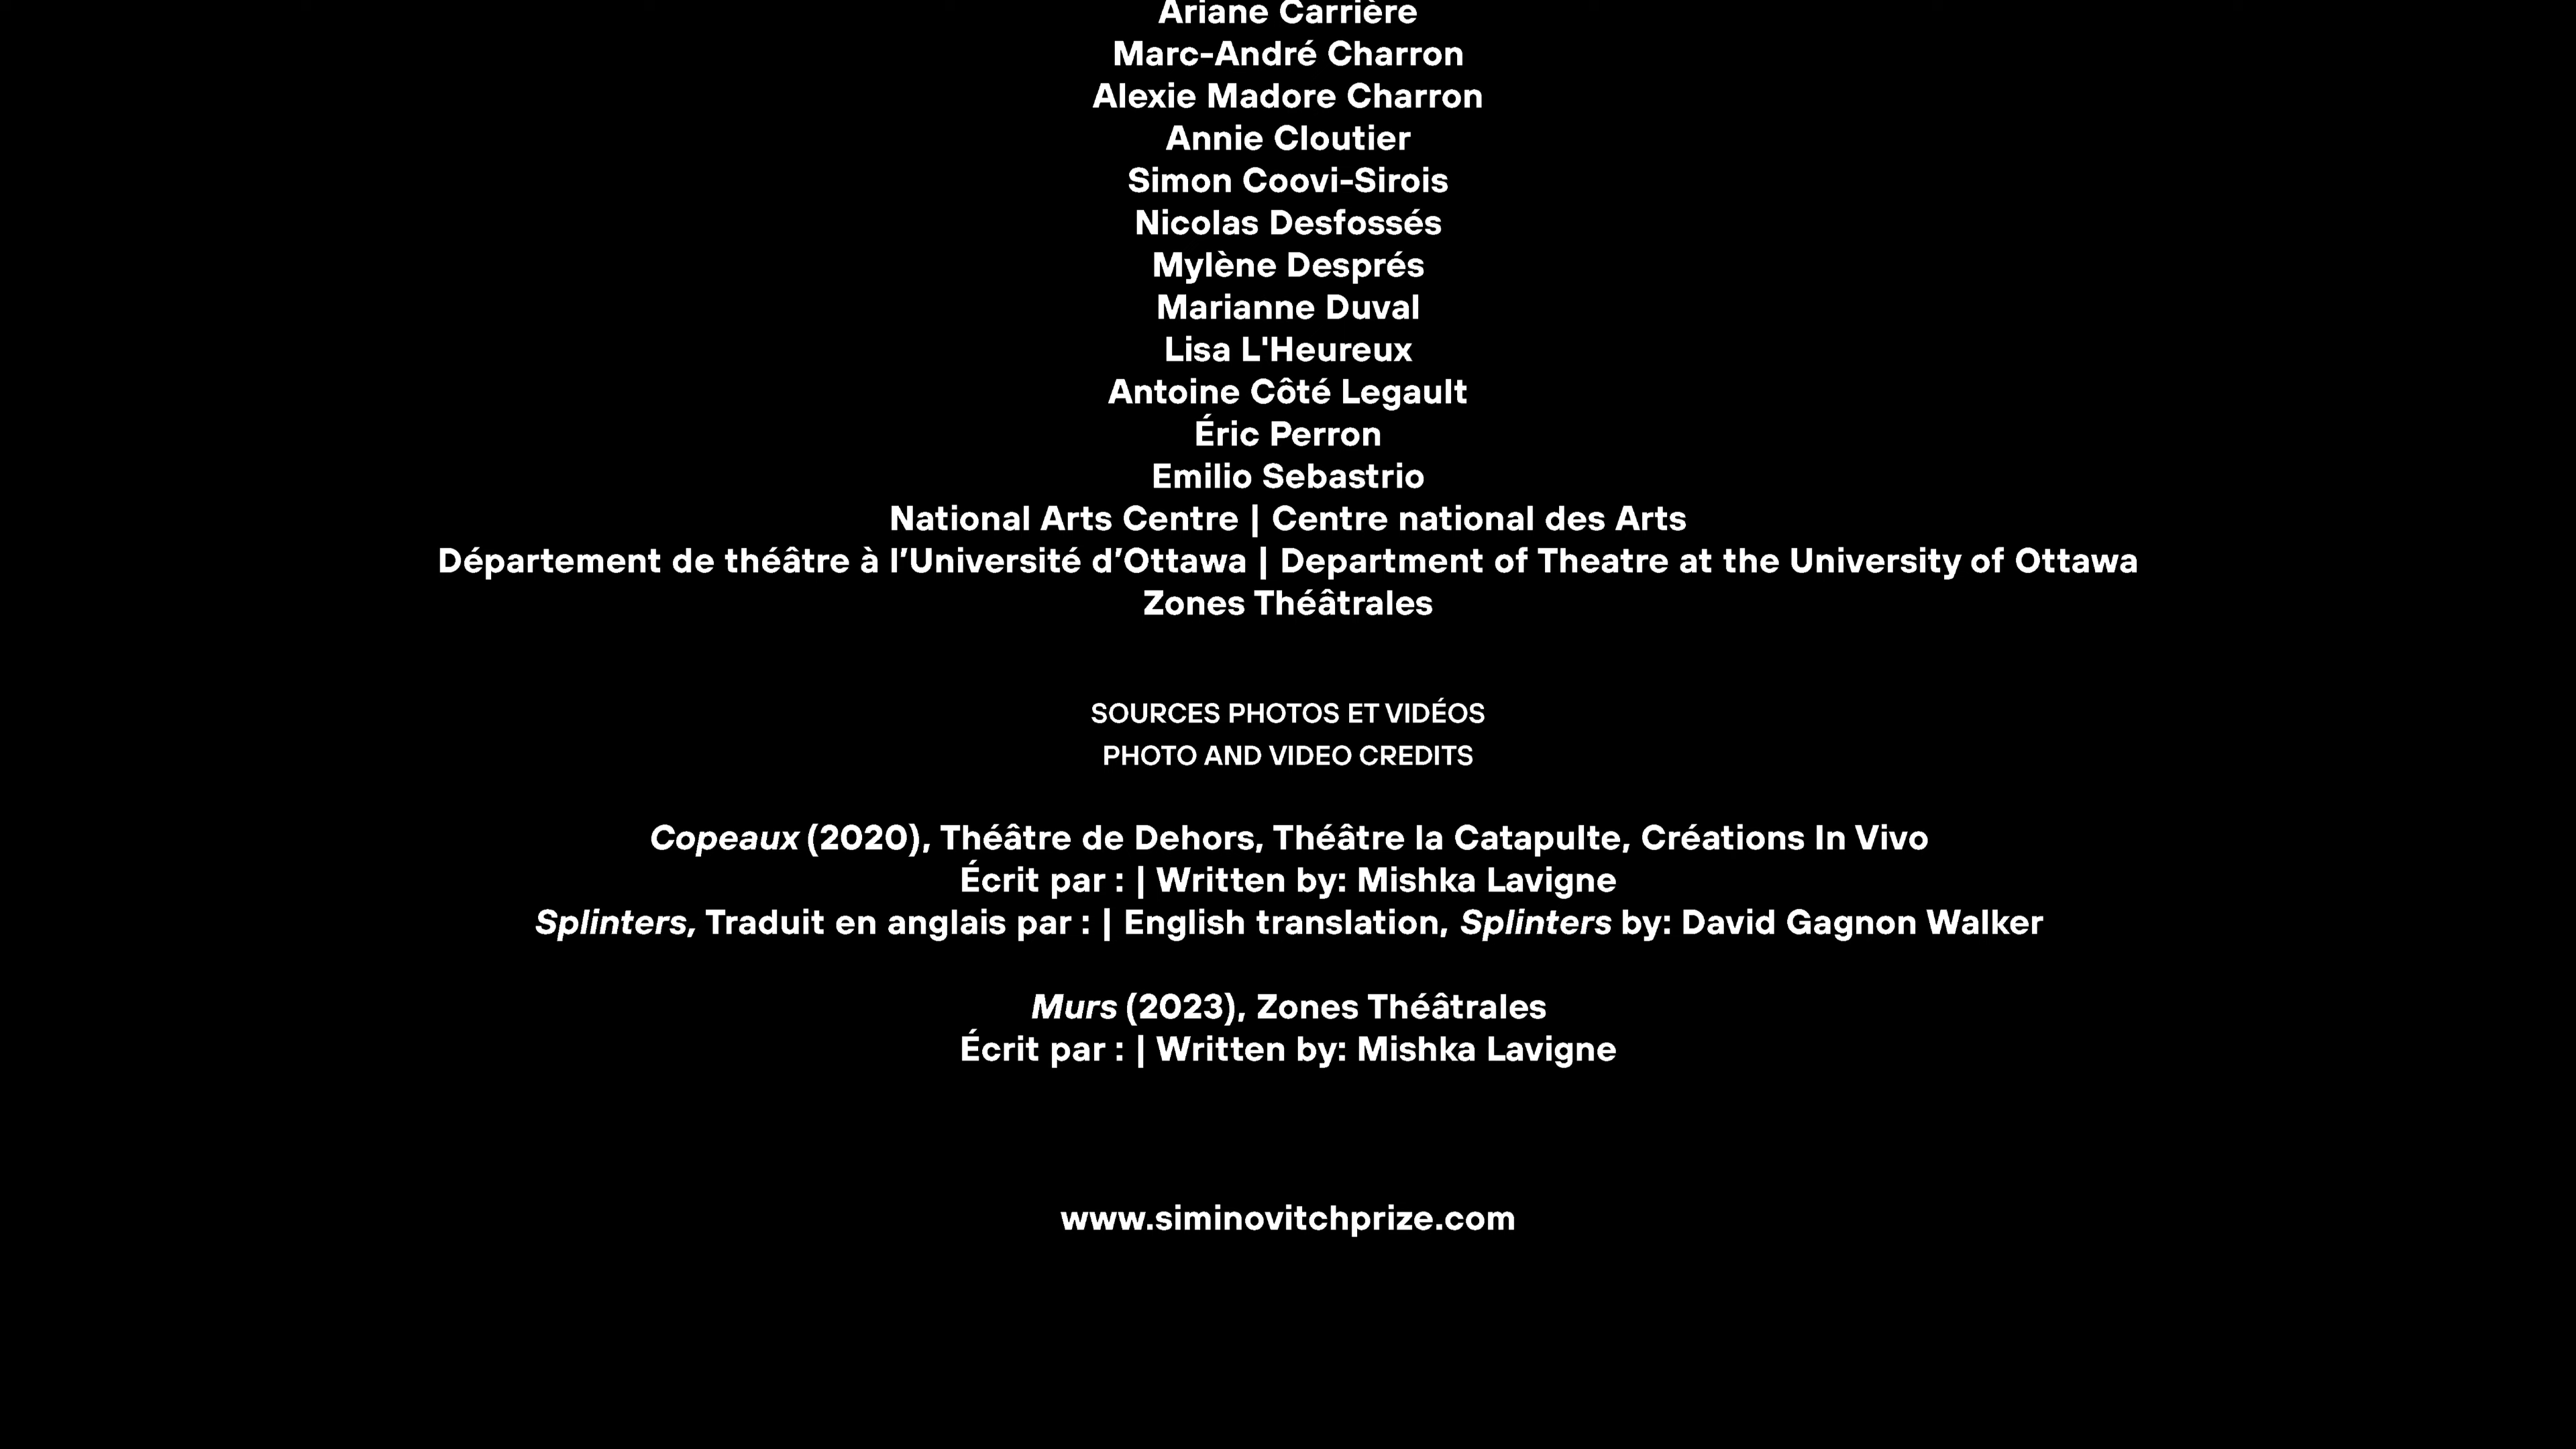 Ariane Carrière
Marc-André Charron
Alexie Madore Charron
Annie Cloutier
Simon Coovi-Sirois
Nicolas Desfossés
Mylène Després
Marianne Duval
Lisa L'Heureux
Antoine Côté Legault
Éric Perron
Emilio Sebastrio
National Arts Centre | Centre national des Arts
Département de théâtre à l’Université d’Ottawa | Department of Theatre at the University of Ottawa
Zones Théâtrales
SOURCES PHOTOS ET VIDÉOS
PHOTO AND VIDEO CREDITS
Copeaux (2020), Théâtre de Dehors, Théâtre la Catapulte, Créations In Vivo
Écrit par : | Written by: Mishka Lavigne
Splinters, Traduit en anglais par : | English translation, Splinters by: David Gagnon Walker
Murs (2023), Zones Théâtrales
Écrit par : | Written by: Mishka Lavigne
www.siminovitchprize.com